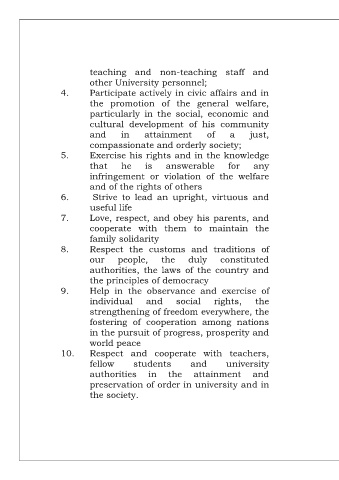 teaching and non-teaching staff and
other University personnel;
4. Participate actively in civic affairs and in
the promotion of the general welfare,
particularly in the social, economic and
cultural development of his community
and in attainment of a just,
compassionate and orderly society;
5. Exercise his rights and in the knowledge
that he is answerable for any
infringement or violation of the welfare
and of the rights of others
6. Strive to lead an upright, virtuous and
useful life
7. Love, respect, and obey his parents, and
cooperate with them to maintain the
family solidarity
8. Respect the customs and traditions of
our people, the duly constituted
authorities, the laws of the country and
the principles of democracy
9. Help in the observance and exercise of
individual and social rights, the
strengthening of freedom everywhere, the
fostering of cooperation among nations
in the pursuit of progress, prosperity and
world peace
10. Respect and cooperate with teachers,
fellow students and university
authorities in the attainment and
preservation of order in university and in
the society.